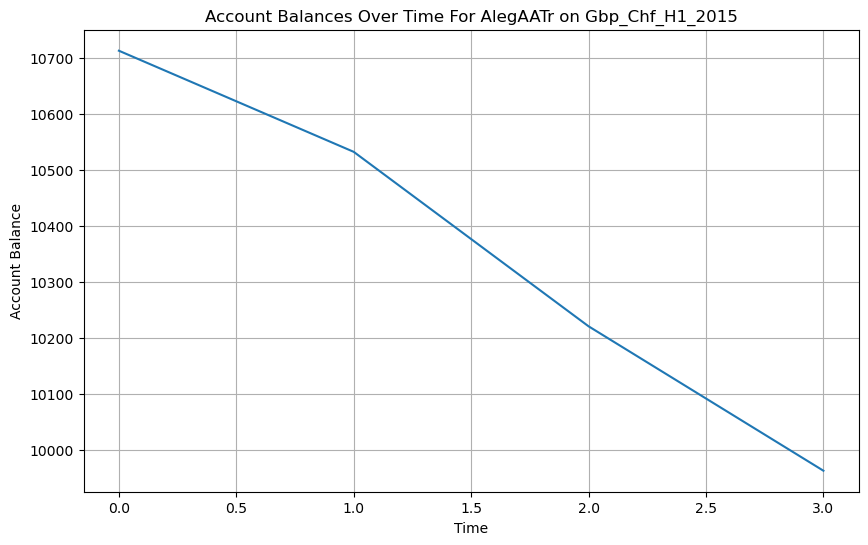 Account Balances Over Time For AlegAATr on Gbp_Chf_H1_2015
Account Balance
10700
10600
10500
10400
10300
10200
10100
10000
0.0 0.5 1.0 1.5 2.0 2.5 3.0
Time